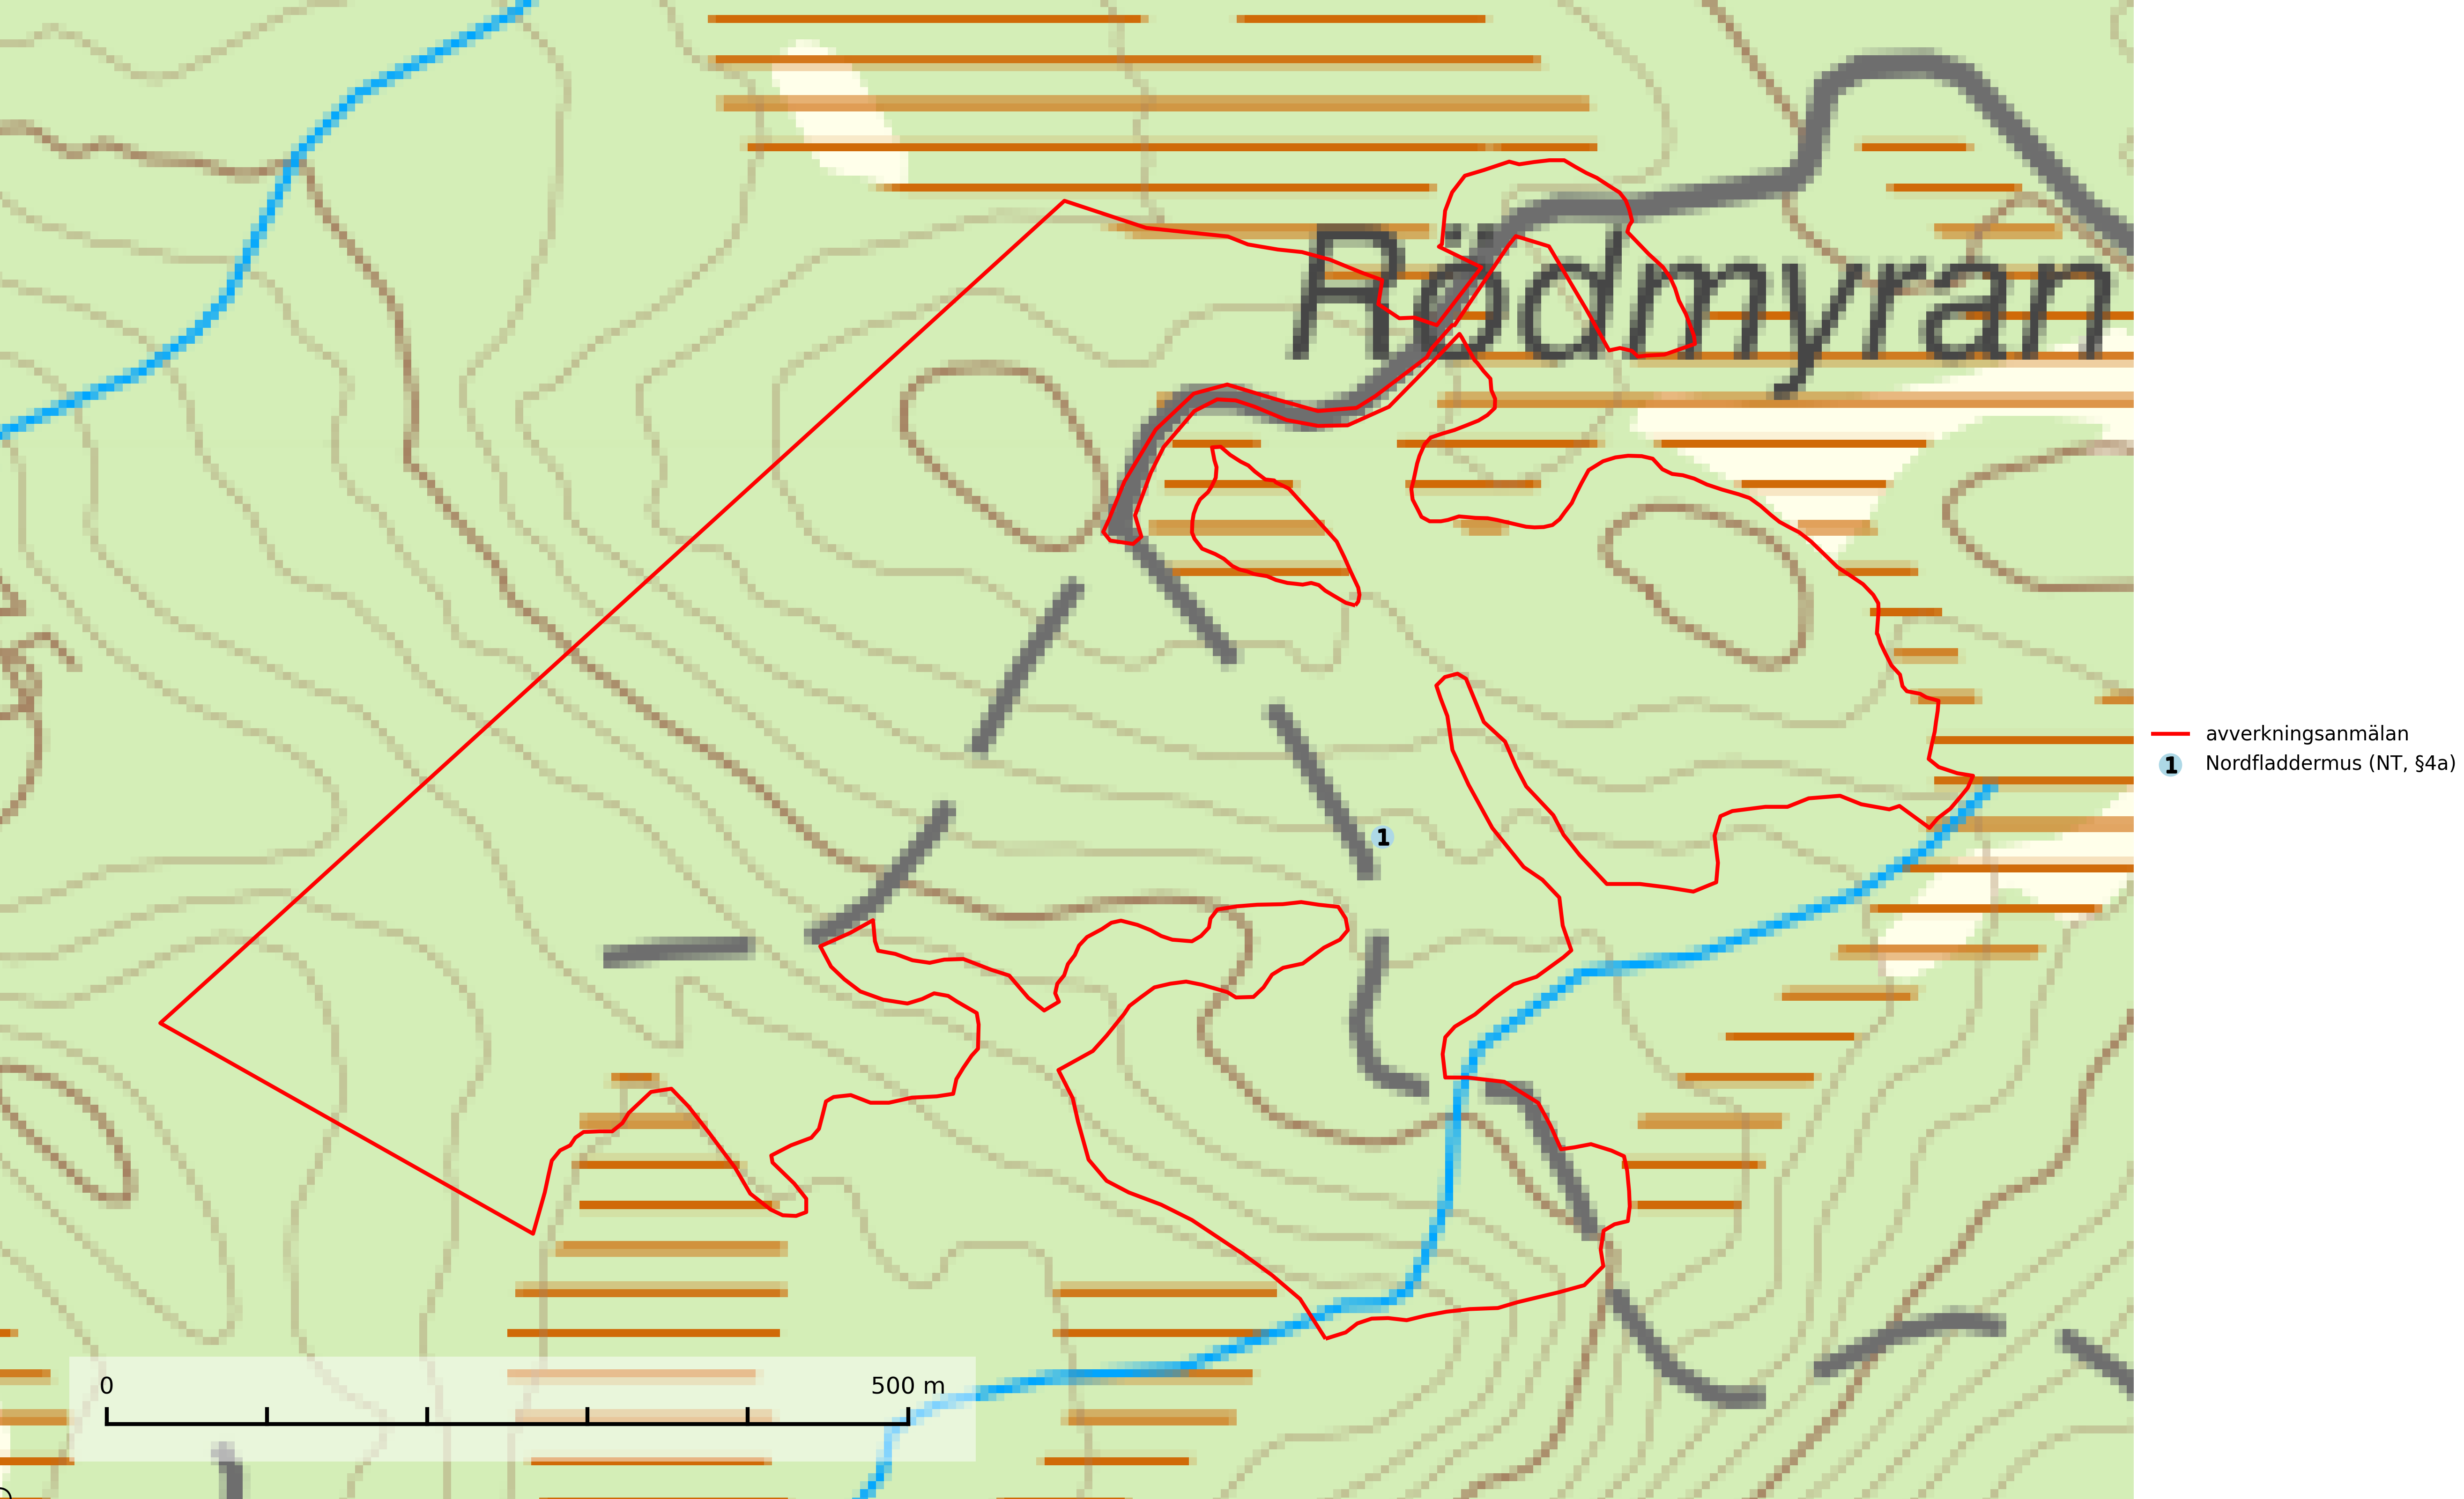 Rödmyran
avverkningsanmälan
1 Nordfladdermus (NT, §4a)
1
0 500 m